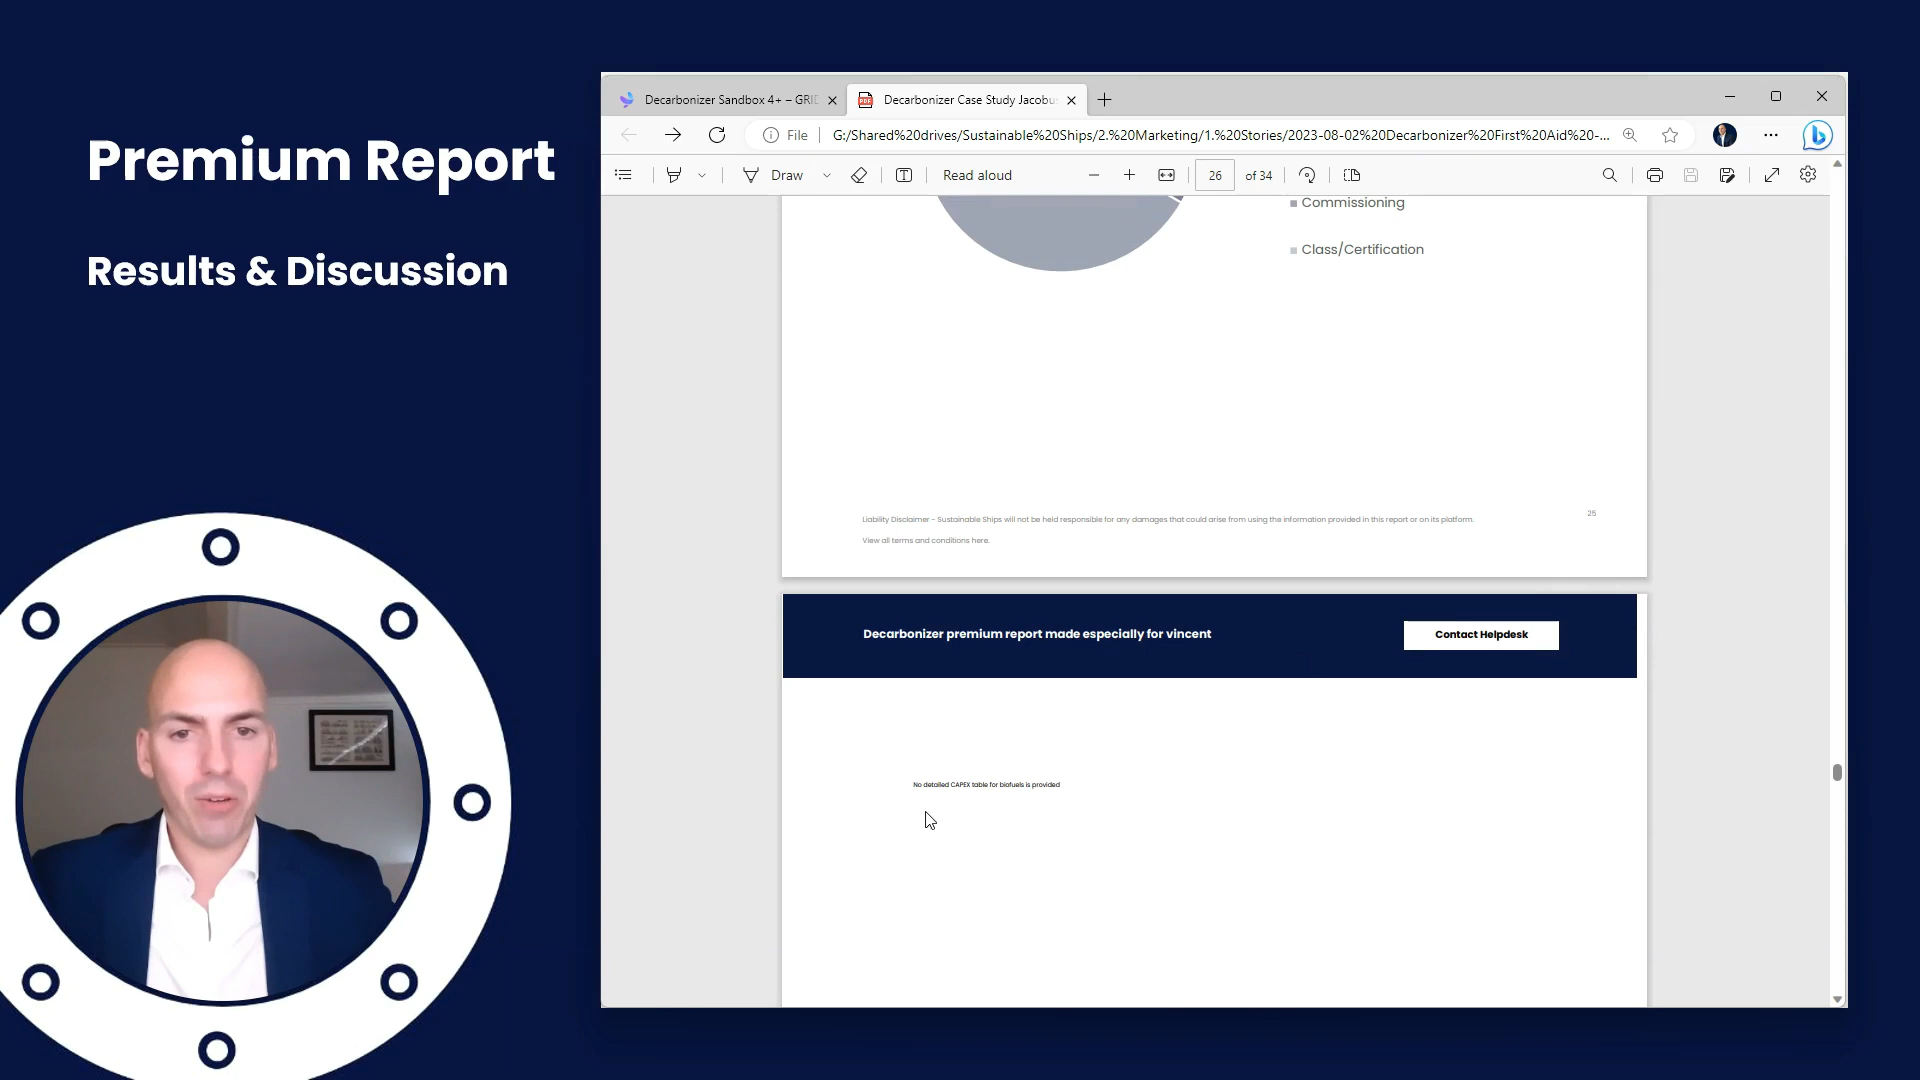 Premium Report
Results & Discussion
Decarbonizer Sandbox 4+ – GRI
Decarbonizer Case Study Jacobu
File
G:/Shared%20drives/Sustainable%20Ships/2.%20Marketing/1.%20Stories/2023-08-02%20Decarbonizer%20First%20Aid%20-...
Draw
Read aloud
26
of 34
Commissioning
Class/Certification
Liability Disclaimer - Sustainable Ships will not be held responsible for any damages that could arise from using the information provided in this report or on its platform.
25
View all terms and conditions here.
Decarbonizer premium report made especially for vincent
Contact Helpdesk
No detailed CAPEX table for biofuels is provided